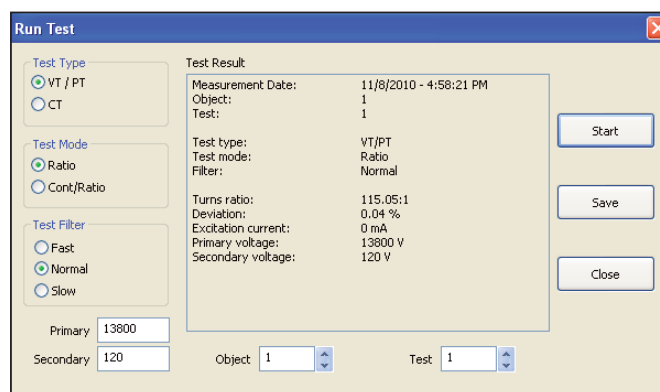 Run Test
Test Type
VT / PT
CT
Test Mode
Ratio
Cont/Ratio
Test Filter
Fast
Normal
Slow
Primary 13800
Secondary 120
Test Result
Measurement Date: 11/8/2010 - 4:58:21 PM
Object: 1
Test: 1
Test type: VT/PT
Test mode: Ratio
Filter: Normal
Turns ratio: 115.05:1
Deviation: 0.04 %
Excitation current: 0 mA
Primary voltage: 13800 V
Secondary voltage: 120 V
Object 1
Test 1
Start
Save
Close